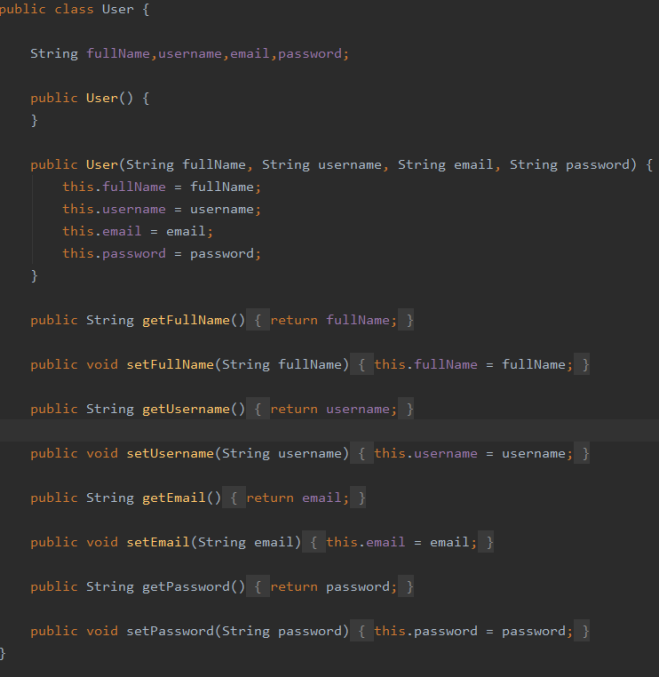 public class User {
String fullName,username,email,password;
public User() {
}
public User(String fullName, String username, String email, String password) {
this.fullName = fullName;
this.username = username;
this.email = email;
this.password = password;
}
public String getFullName() { return fullName; }
public void setFullName(String fullName) { this.fullName = fullName; }
public String getUsername() { return username; }
public void setUsername(String username) { this.username = username; }
public String getEmail() { return email; }
public void setEmail(String email) { this.email = email; }
public String getPassword() { return password; }
public void setPassword(String password) { this.password = password; }
}